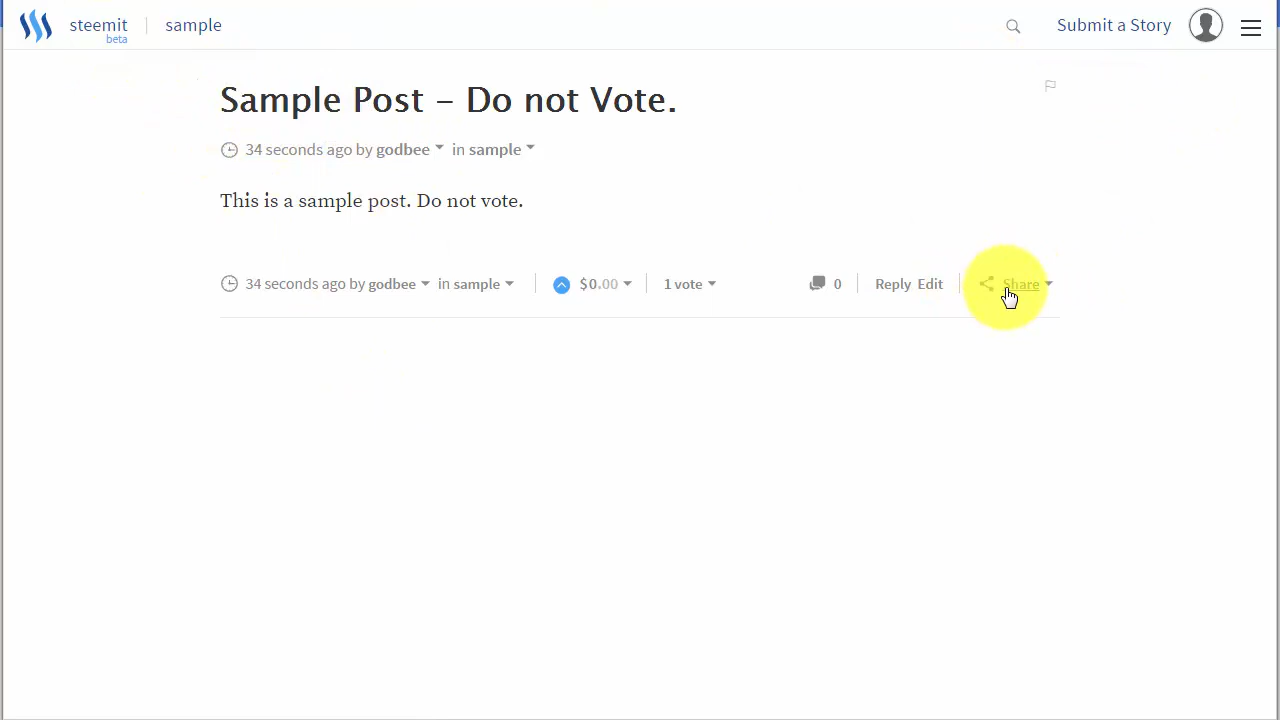 steemit beta sample Submit a Story
Sample Post – Do not Vote.
34 seconds ago by godbee in sample
This is a sample post. Do not vote.
34 seconds ago by godbee in sample $0.00 1 vote 0 Reply Edit Share